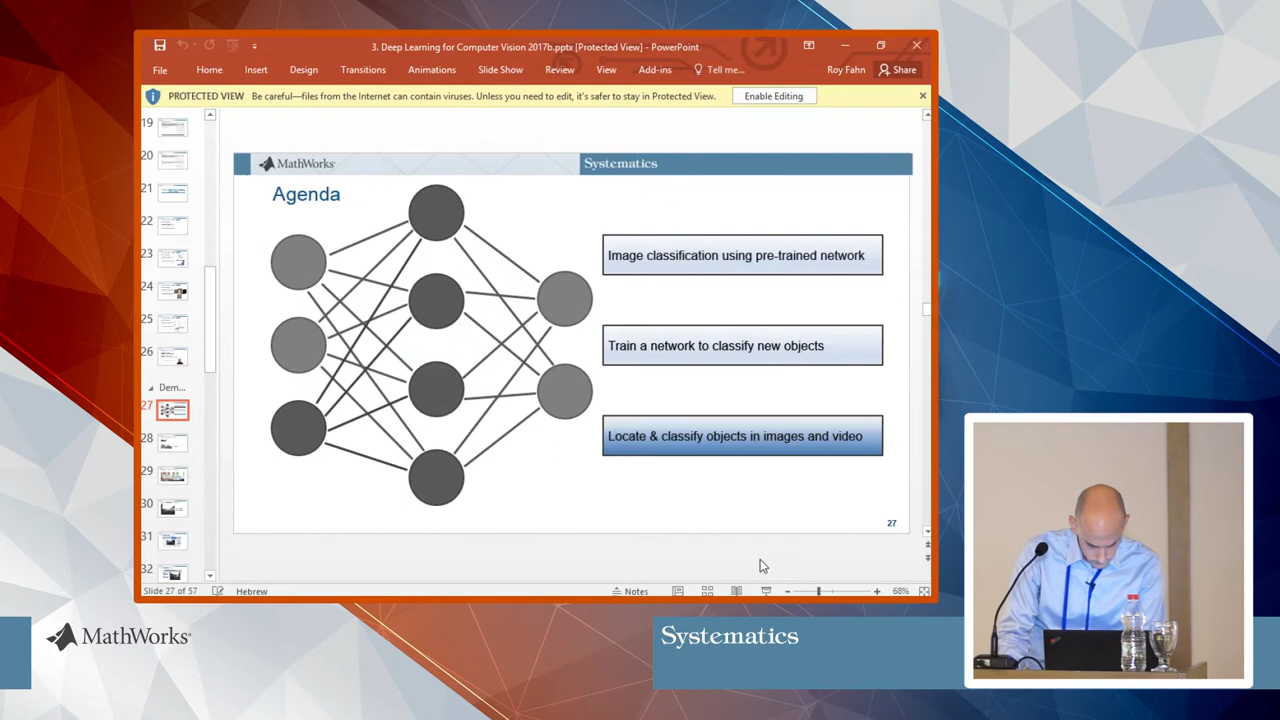 3. Deep Learning for Computer Vision 2017b.pptx [Protected View] - PowerPoint
File Home Insert Design Transitions Animations Slide Show Review View Add-ins Tell me... Roy Fahn Share
PROTECTED VIEW Be careful—files from the Internet can contain viruses. Unless you need to edit, it's safer to stay in Protected View. Enable Editing
19
20
21
22
23
24
25
26
Dem...
27
28
29
30
31
32
MathWorks®
Systematics
Agenda
Image classification using pre-trained network
Train a network to classify new objects
Locate & classify objects in images and video
27
Slide 27 of 57 Hebrew Notes 68%
MathWorks®
Systematics